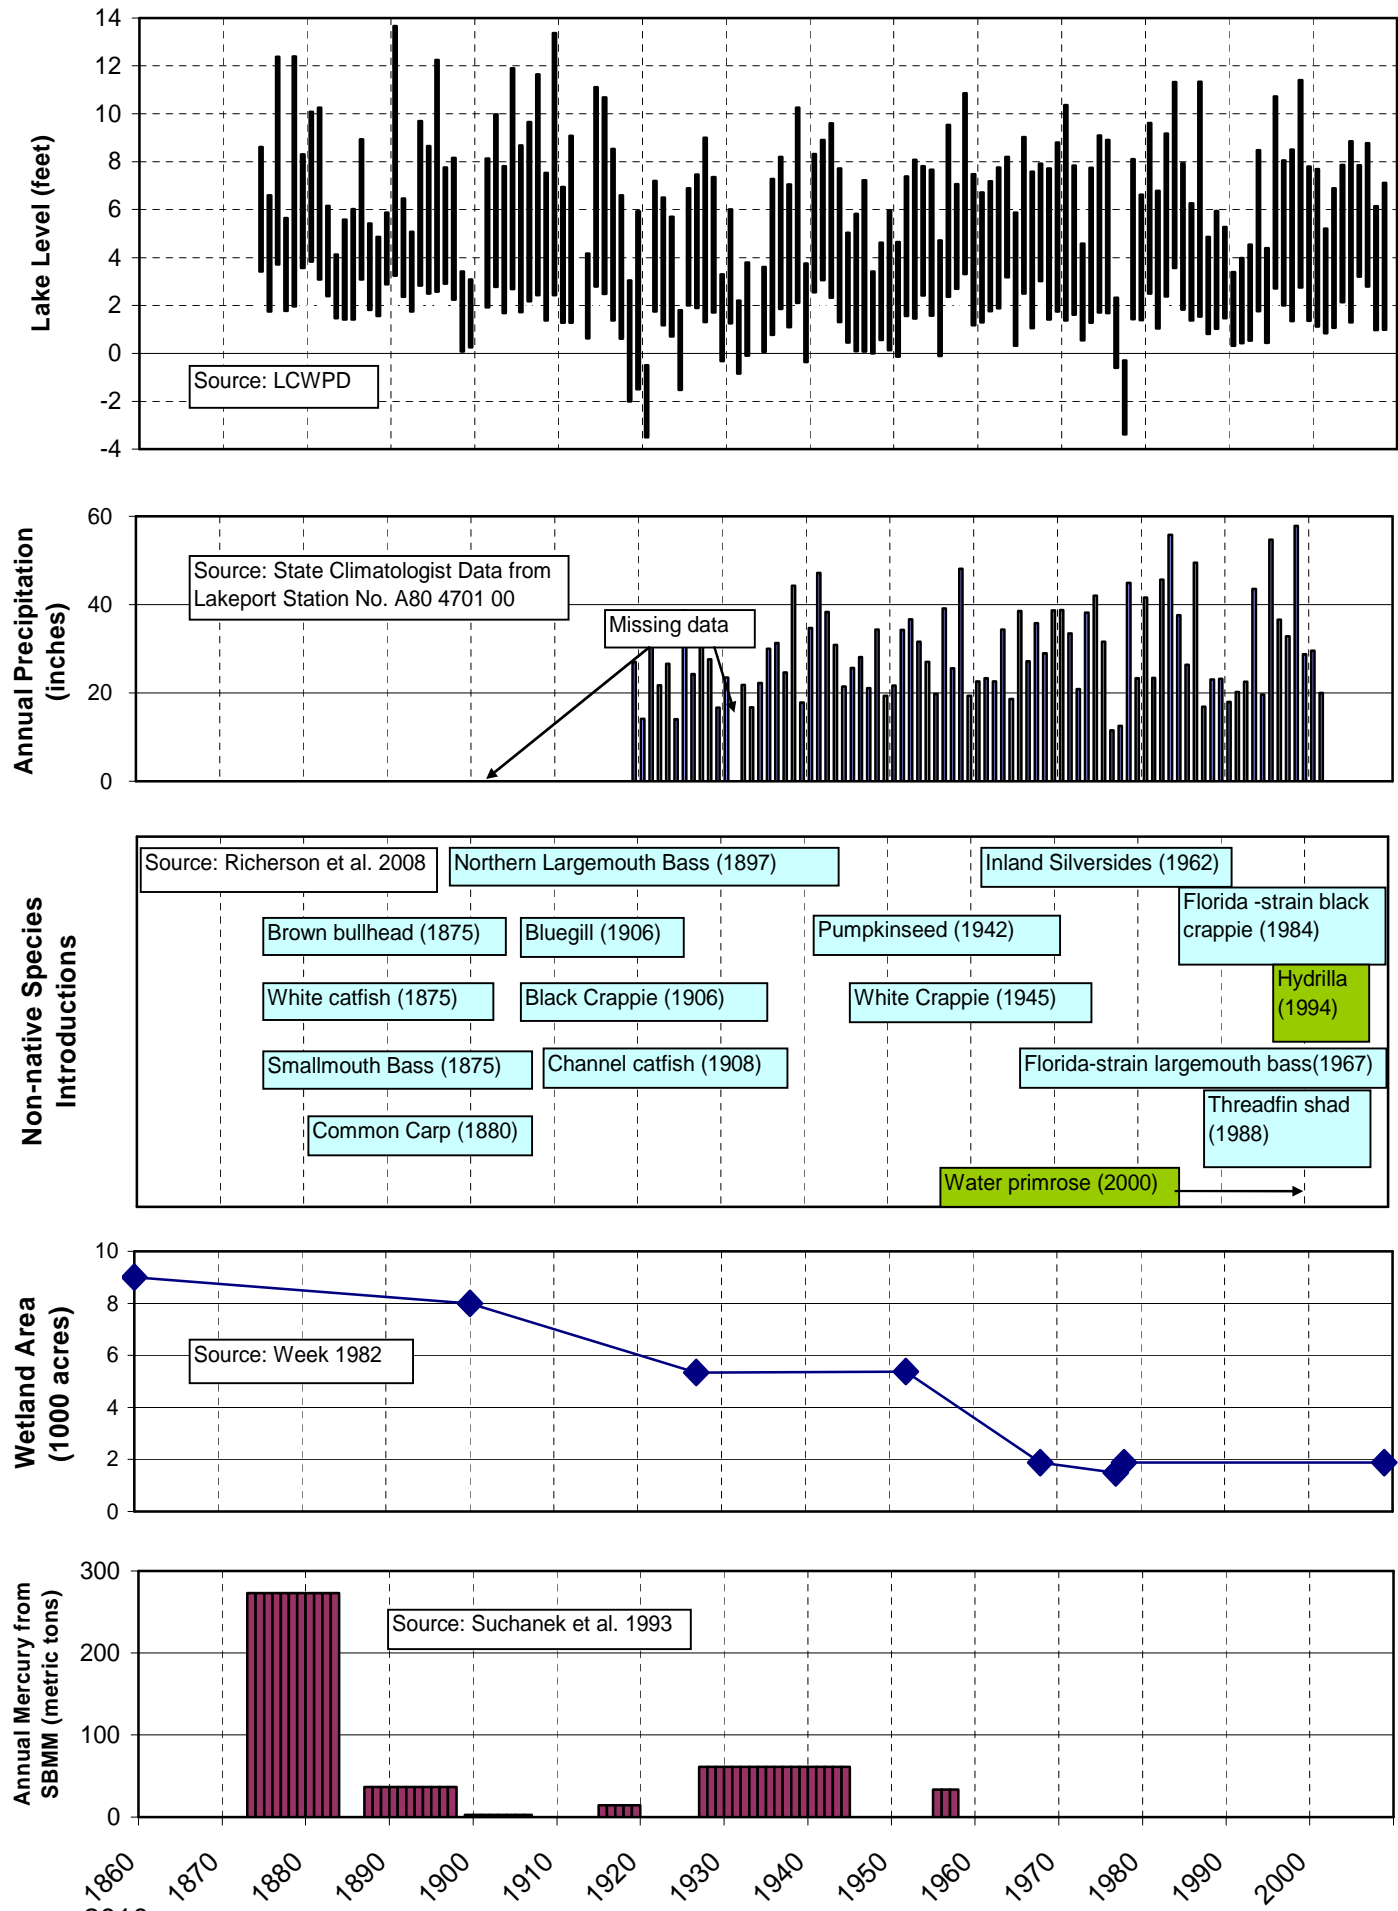 14
12
10
8
6
4
2
0
-2
-4
Lake Level (feet)
Source: LCWPD
60
40
20
0
Annual Precipitation
(inches)
Source: State Climatologist Data from
Lakeport Station No. A80 4701 00
Missing data
Non-native Species
Introductions
Source: Richerson et al. 2008
Northern Largemouth Bass (1897)
Inland Silversides (1962)
Florida -strain black
crappie (1984)
Brown bullhead (1875)
Bluegill (1906)
Pumpkinseed (1942)
Hydrilla
(1994)
White catfish (1875)
Black Crappie (1906)
White Crappie (1945)
Smallmouth Bass (1875)
Channel catfish (1908)
Florida-strain largemouth bass(1967)
Threadfin shad
(1988)
Common Carp (1880)
Water primrose (2000)
10
8
6
4
2
0
Wetland Area
(1000 acres)
Source: Week 1982
300
200
100
0
Annual Mercury from
SBMM (metric tons)
Source: Suchanek et al. 1993
1860
1870
1880
1890
1900
1910
1920
1930
1940
1950
1960
1970
1980
1990
2000